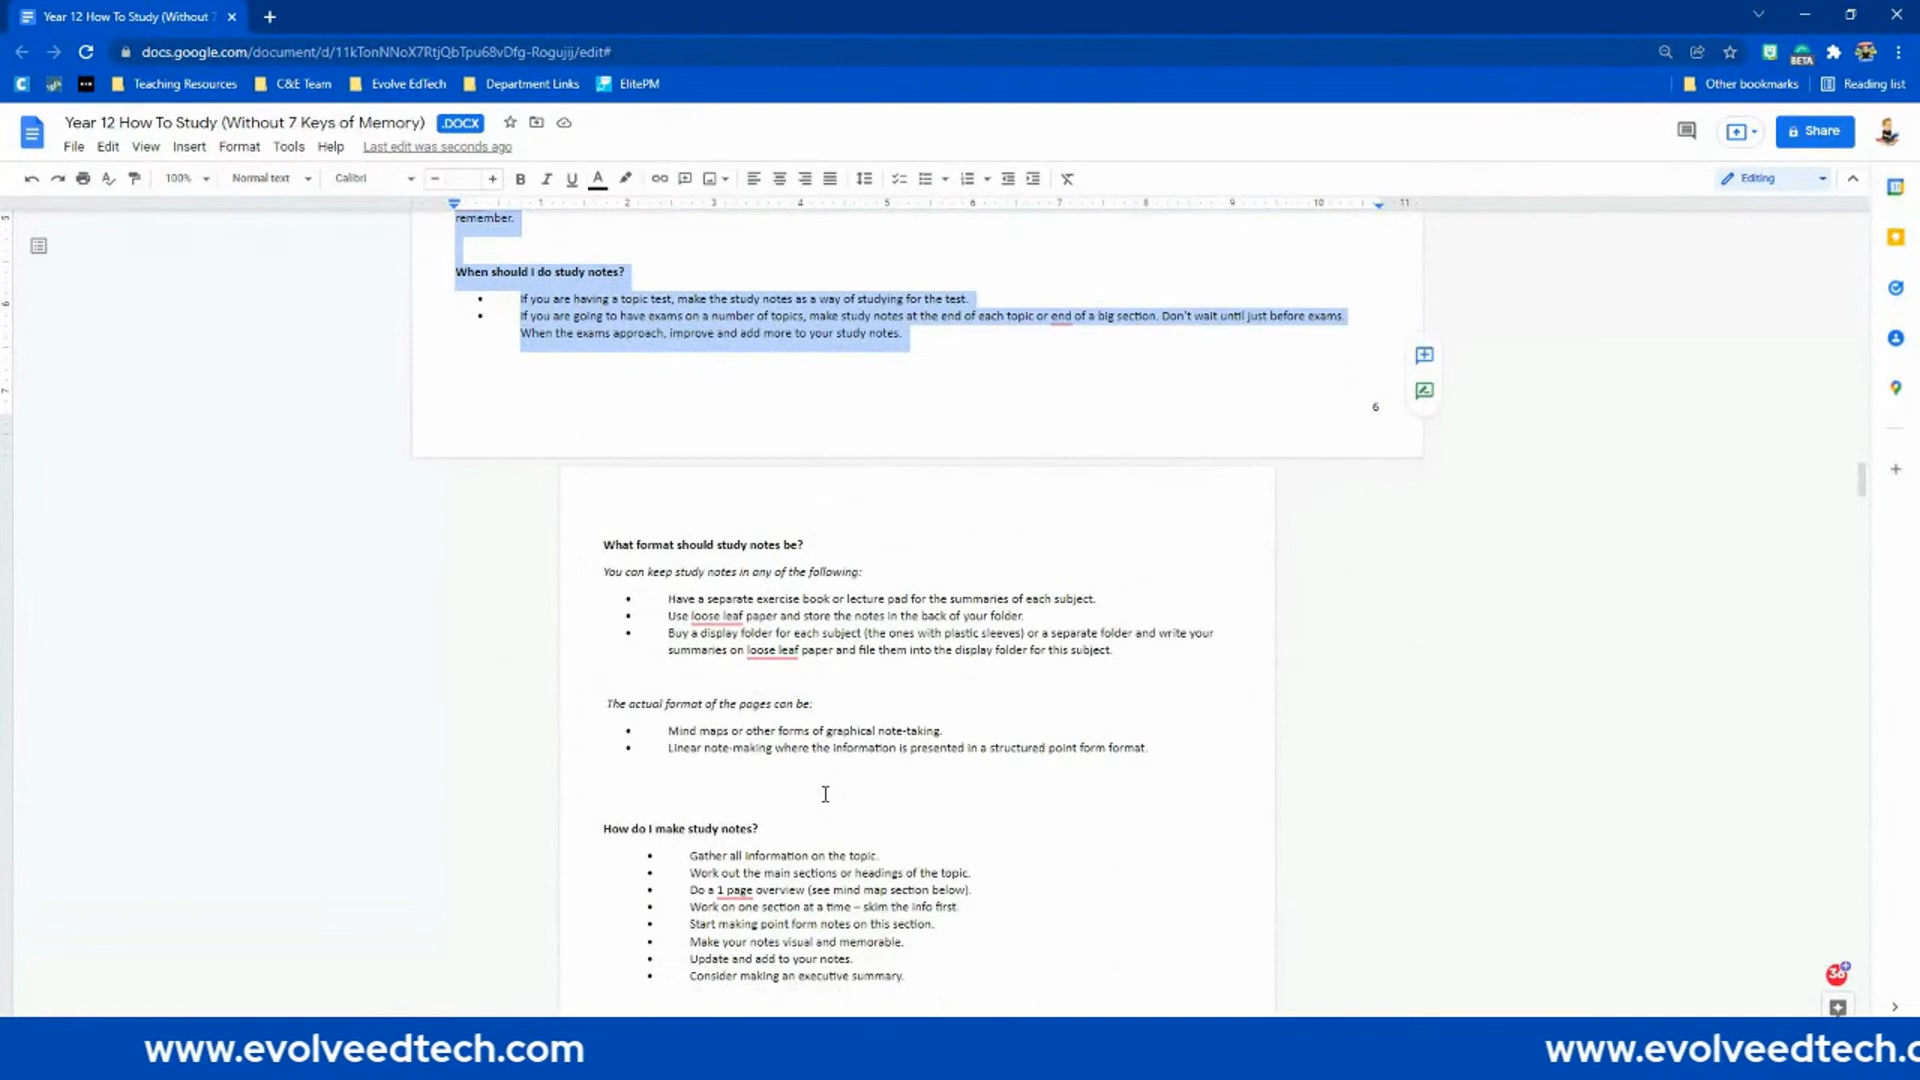 Year 12 How To Study (Without 7
docs.google.com/document/d/11kTonNNoX7RtjQbTpu68vDfg-Rogujij/edit#
BETA
Teaching Resources C&E Team Evolve EdTech Department Links ElitePM Other bookmarks Reading list
Year 12 How To Study (Without 7 Keys of Memory) .DOCX
Share
File Edit View Insert Format Tools Help Last edit was seconds ago
100% Normal text Calibri − + B I U A Editing
1 2 3 4 5 6 7 8 9 10 11
remember.
When should I do study notes?
• If you are having a topic test, make the study notes as a way of studying for the test.
• If you are going to have exams on a number of topics, make study notes at the end of each topic or end of a big section. Don't wait until just before exams.
When the exams approach, improve and add more to your study notes.
6
What format should study notes be?
You can keep study notes in any of the following:
• Have a separate exercise book or lecture pad for the summaries of each subject.
• Use loose leaf paper and store the notes in the back of your folder.
• Buy a display folder for each subject (the ones with plastic sleeves) or a separate folder and write your
summaries on loose leaf paper and file them into the display folder for this subject.
The actual format of the pages can be:
• Mind maps or other forms of graphical note-taking.
• Linear note-making where the information is presented in a structured point form format.
How do I make study notes?
• Gather all information on the topic.
• Work out the main sections or headings of the topic.
• Do a 1 page overview (see mind map section below).
• Work on one section at a time – skim the info first.
• Start making point form notes on this section.
• Make your notes visual and memorable.
• Update and add to your notes.
• Consider making an executive summary.
www.evolveedtech.com www.evolveedtech.c